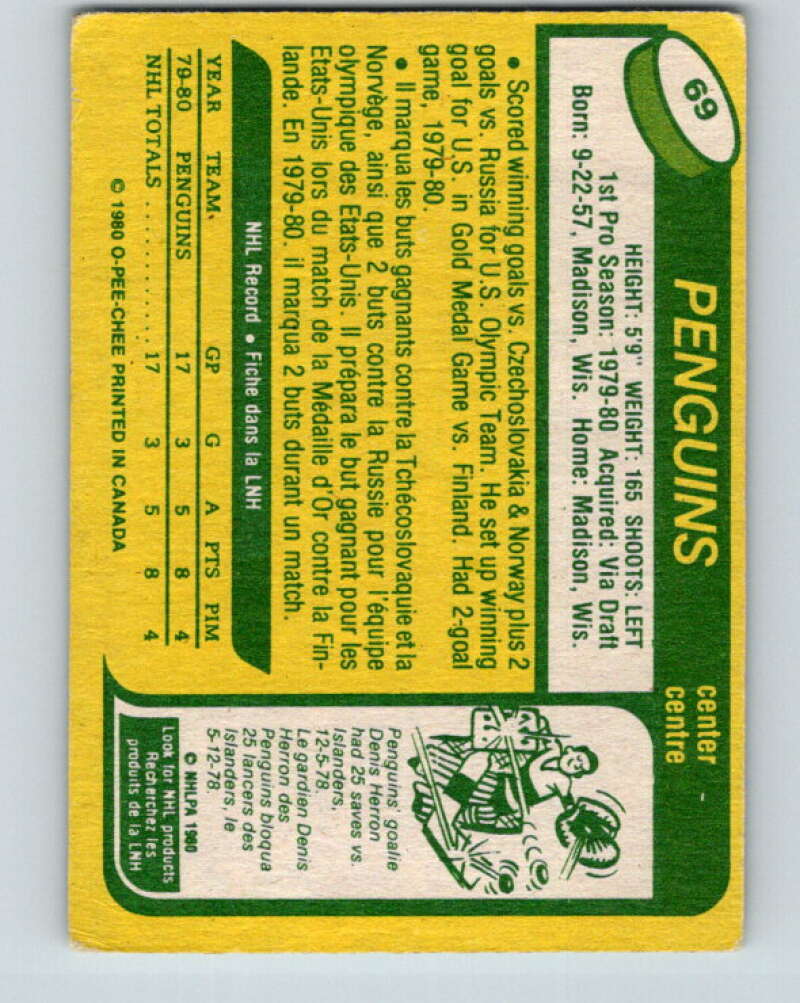 69
PENGUINS
center -
centre
HEIGHT: 5'9" WEIGHT: 165 SHOOTS: LEFT
1st Pro Season: 1979-80 Acquired: Via Draft
Born: 9-22-57, Madison, Wis. Home: Madison, Wis.
• Scored winning goals vs. Czechoslovakia & Norway plus 2
goals vs. Russia for U.S. Olympic Team. He set up winning
goal for U.S. in Gold Medal Game vs. Finland. Had 2-goal
game, 1979-80.
• Il marqua les buts gagnants contre la Tchécoslovaquie et la
Norvège, ainsi que 2 buts contre la Russie pour l'équipe
olympique des Etats-Unis. Il prépara le but gagnant pour les
Etats-Unis lors du match de la Médaille d'Or contre la Fin-
lande. En 1979-80. il marqua 2 buts durant un match.
NHL Record • Fiche dans la LNH
YEAR TEAM GP G A PTS PIM
79-80 PENGUINS 17 3 5 8 4
NHL TOTALS .......... 17 3 5 8 4
© 1980 O-PEE-CHEE PRINTED IN CANADA
Penguins' goalie
Denis Herron
had 25 saves vs.
Islanders,
12-5-78.
Le gardien Denis
Herron des
Penguins bloqua
25 lancers des
Islanders, le
5-12-78.
© NHLPA 1980
Look for NHL products
Recherchez les
produits de la LNH